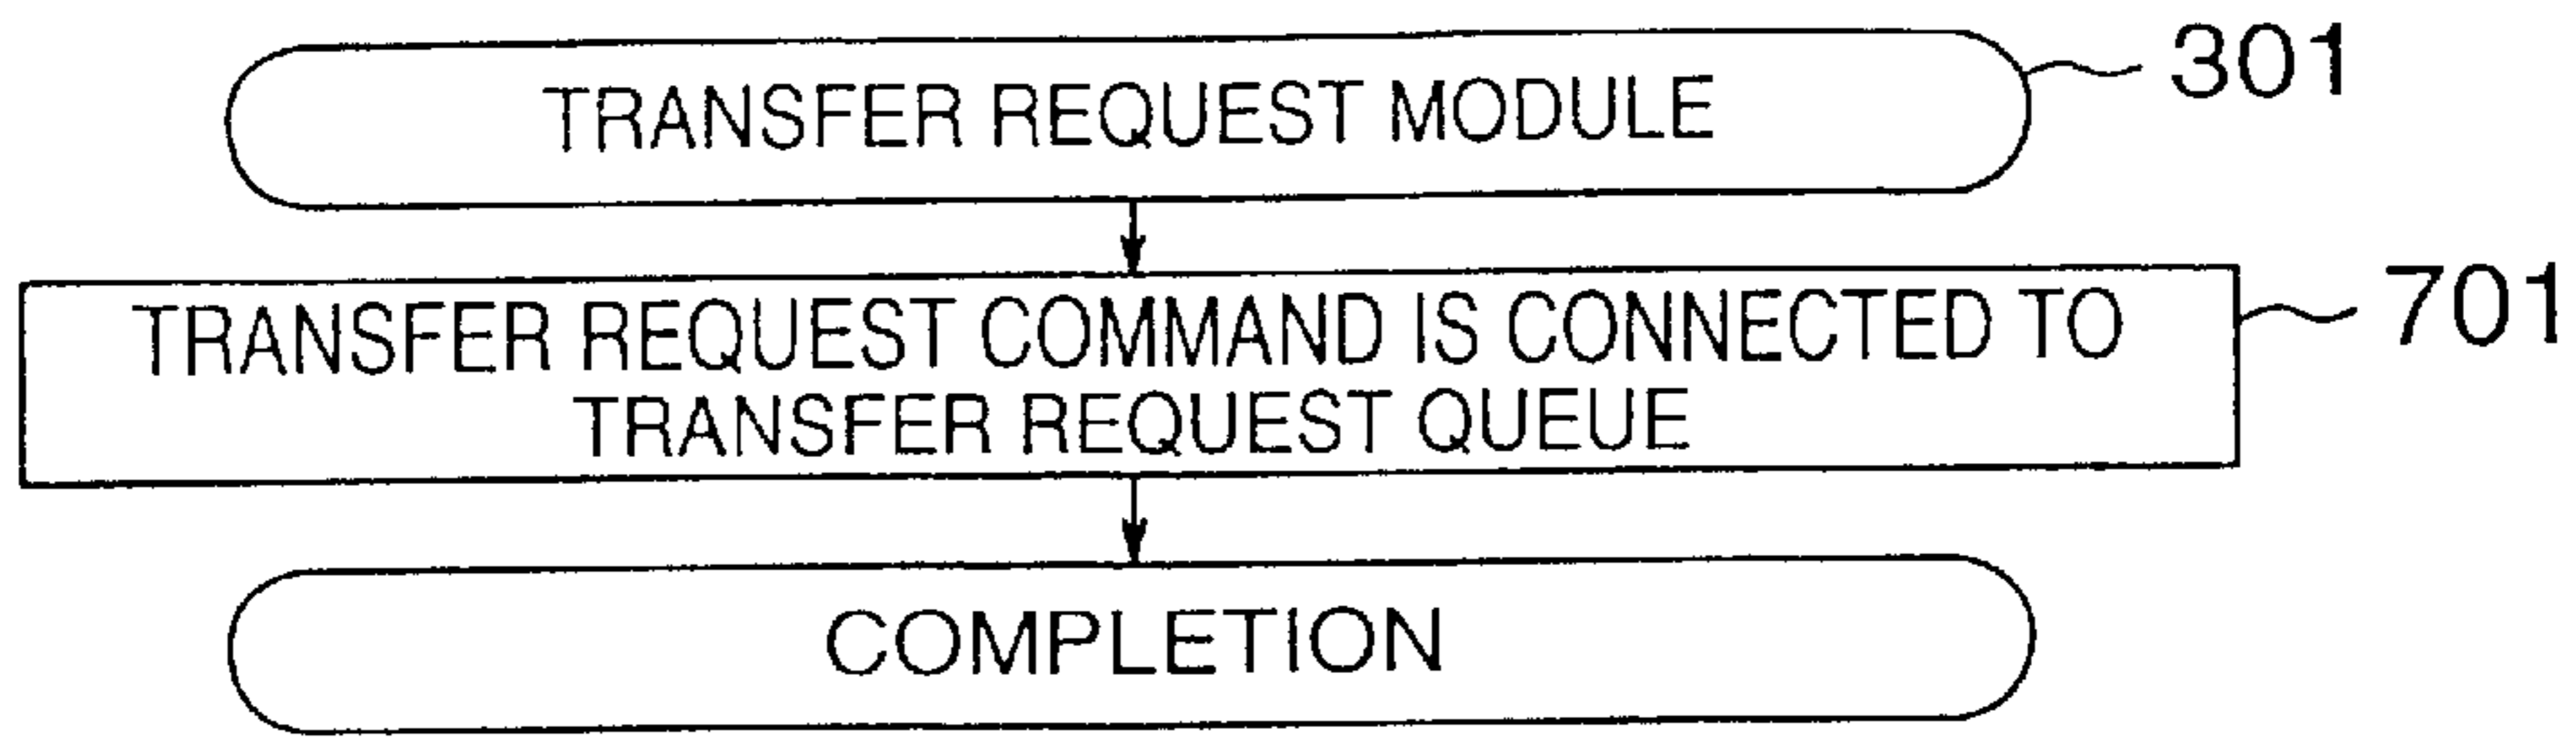 TRANSFER REQUEST MODULE
301
TRANSFER REQUEST COMMAND IS CONNECTED TO
TRANSFER REQUEST QUEUE
701
COMPLETION